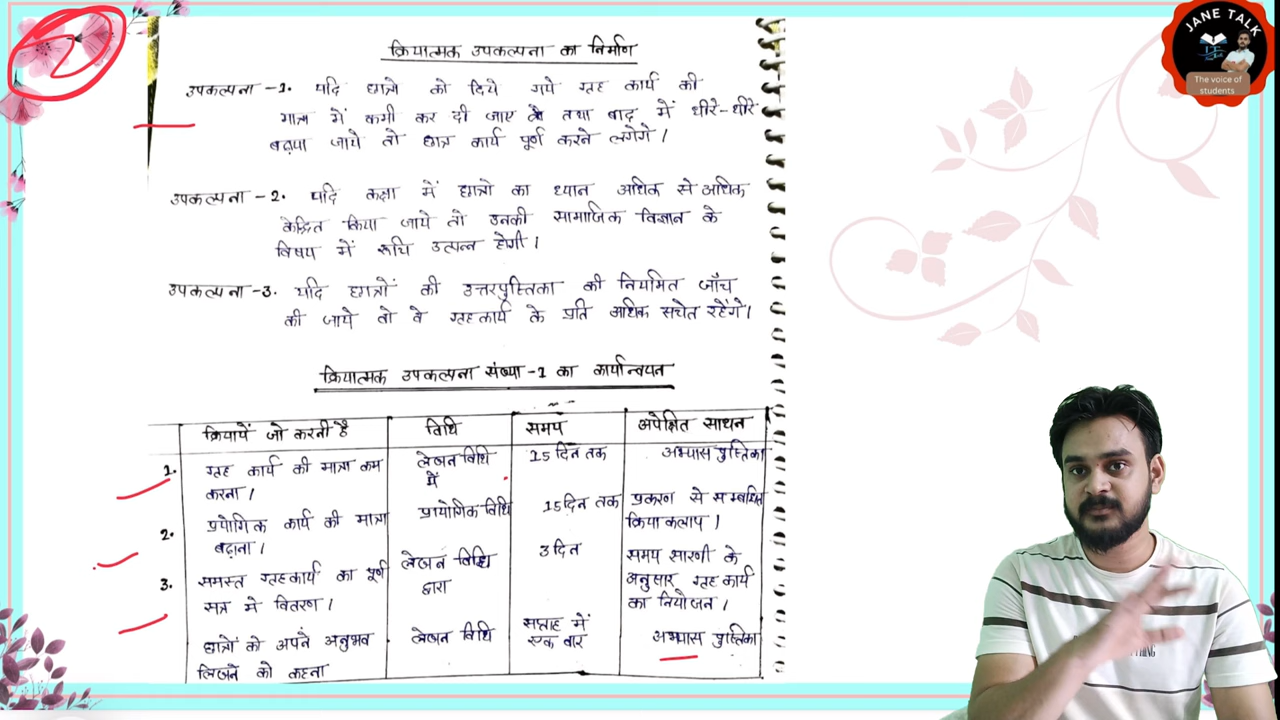 JANE TALK
The voice of
students
क्रियात्मक उपकल्पना का निर्माण
उपकल्पना -1. यदि छात्रो को दिये गये गृह कार्य की
मात्रा में कमी कर दी जाए तथा बाद में धीरे-धीरे
बढ़ाया जाये तो छात्र कार्य पूर्ण करने लगेगे।
उपकल्पना -2. यदि कक्षा में छात्रो का ध्यान अधिक से अधिक
केन्द्रित किया जाये तो उनकी सामाजिक विज्ञान के
विषय में रूचि उत्पन्न होगी।
उपकल्पना -3. यदि छात्रों की उत्तरपुस्तिका की नियमित जाँच
की जाये तो वे गृहकार्य के प्रति अधिक सचेत रहेंगे।
क्रियात्मक उपकल्पना संख्या -1 का कार्यान्वयन
क्रियायें जो करनी है विधि समय अपेक्षित साधन
1. गृह कार्य की मात्रा कम लेखन विधि 15 दिन तक अभ्यास पुस्तिका
करना। में
2. प्रयोगिक कार्य की मात्रा प्रायोगिक विधि 15 दिन तक प्रकरण से सम्बन्धित
बढ़ाना। क्रियाकलाप।
3. समस्त गृहकार्य का पूर्ण लेखन विधि 3 दिन समय सारणी के
सत्र मे वितरण। द्वारा अनुसार गृह कार्य
का नियोजन।
छात्रों को अपने अनुभव लेखन विधि सप्ताह में अभ्यास पुस्तिका
लिखने को कहना एक बार